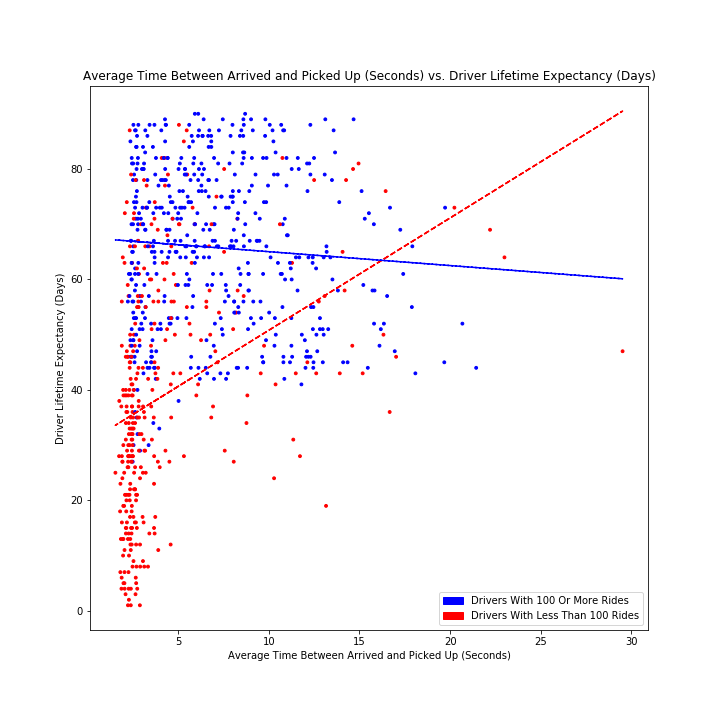 Average Time Between Arrived and Picked Up (Seconds) vs. Driver Lifetime Expectancy (Days)
Driver Lifetime Expectancy (Days)
80
60
40
20
0
5
10
15
20
25
30
Average Time Between Arrived and Picked Up (Seconds)
Drivers With 100 Or More Rides
Drivers With Less Than 100 Rides